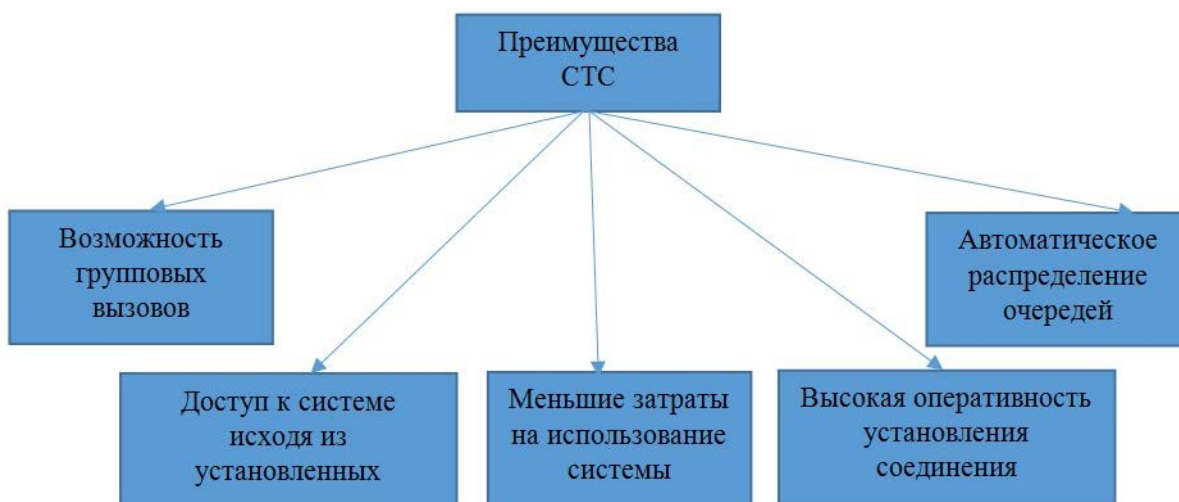 Преимущества
СТС
Возможность
групповых
вызовов
Автоматическое
распределение
очередей
Доступ к системе
исходя из
установленных
Меньшие затраты
на использование
системы
Высокая оперативность
установления
соединения